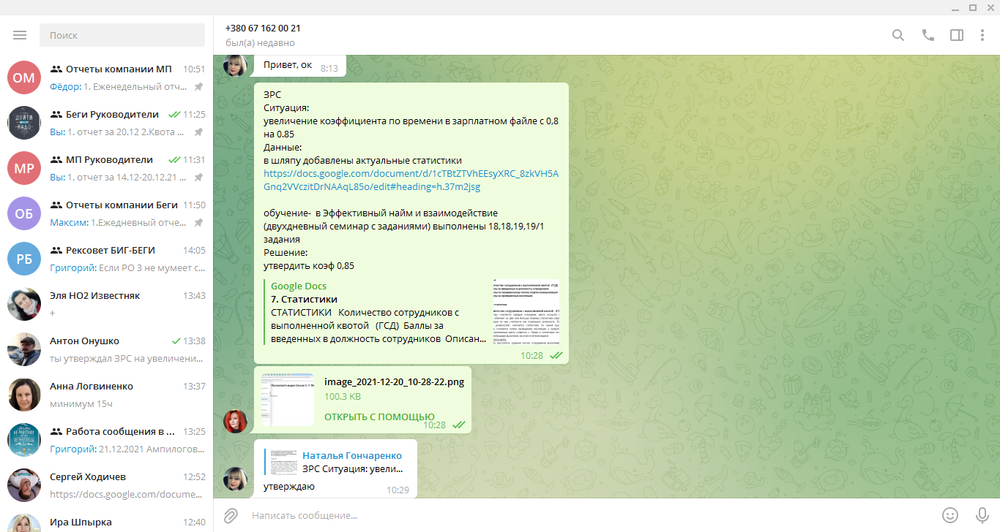 Поиск
ОМ
Отчеты компании МП 10:51
Фёдор: 1. Еженедельный отч...
ДОЙТИ
НАДО
Беги Руководители 11:25
Вы: 1. отчет за 20.12 2.Квота ...
МР
МП Руководители 11:31
Вы: 1. отчет за 14.12-20.12.21 ...
ОБ
Отчеты компании Беги 11:50
Максим: 1.Ежедневный отче...
РБ
Рексовет БИГ-БЕГИ 14:05
Григорий: Если РО 3 не мумеет с...
Эля НО2 Известняк 13:43
+
Антон Онушко 13:38
ты утверждал ЗРС на увеличени...
Анна Логвиненко 13:37
минимум 15ч
НЕ РАБОТАЮТ
Работа сообщения в ... 13:25
Григорий: 21.12.2021 Ампилогов...
Сергей Ходичев 12:52
https://docs.google.com/docume...
Ира Шпырка 12:40
+380 67 162 00 21
был(а) недавно
Привет, ок 8:13
ЗРС
Ситуация:
увеличение коэффициента по времени в зарплатном файле с 0,8
на 0.85
Данные:
в шляпу добавлены актуальные статистики
https://docs.google.com/document/d/1cTBtZTVhEEsyXRC_8zkVH5A
Gnq2VVczitDrNAAqL85o/edit#heading=h.37m2jsg
обучение-  в Эффективный найм и взаимодействие
(двухдневный семинар с заданиями) выполнены 18,18,19,19/1
задания
Решение:
утвердить коэф 0,85
Google Docs
7. Статистики
СТАТИСТИКИ   Количество сотрудников с
выполненной квотой   (ГСД)  Баллы за
введенных в должность сотрудников  Описан...
10:28
image_2021-12-20_10-28-22.png
100.3 KB
ОТКРЫТЬ С ПОМОЩЬЮ
10:28
Наталья Гончаренко
ЗРС Ситуация: увели...
утверждаю 10:29
Написать сообщение...